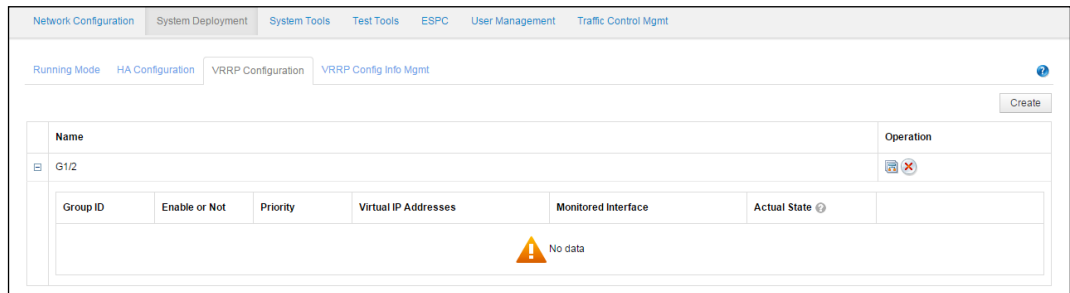 Network Configuration System Deployment System Tools Test Tools ESPC User Management Traffic Control Mgmt
Running Mode HA Configuration VRRP Configuration VRRP Config Info Mgmt
Create
Name Operation
G1/2
Group ID Enable or Not Priority Virtual IP Addresses Monitored Interface Actual State
No data